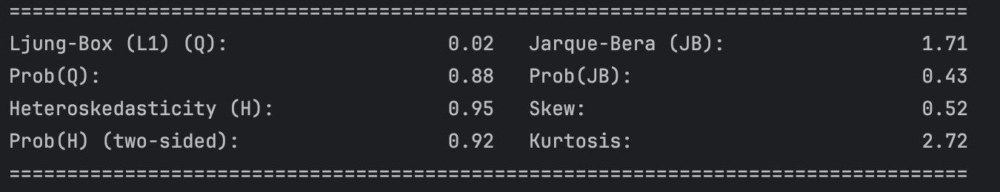 ===================================================================================
Ljung-Box (L1) (Q):                   0.02   Jarque-Bera (JB):                 1.71
Prob(Q):                              0.88   Prob(JB):                         0.43
Heteroskedasticity (H):               0.95   Skew:                             0.52
Prob(H) (two-sided):                  0.92   Kurtosis:                         2.72
===================================================================================